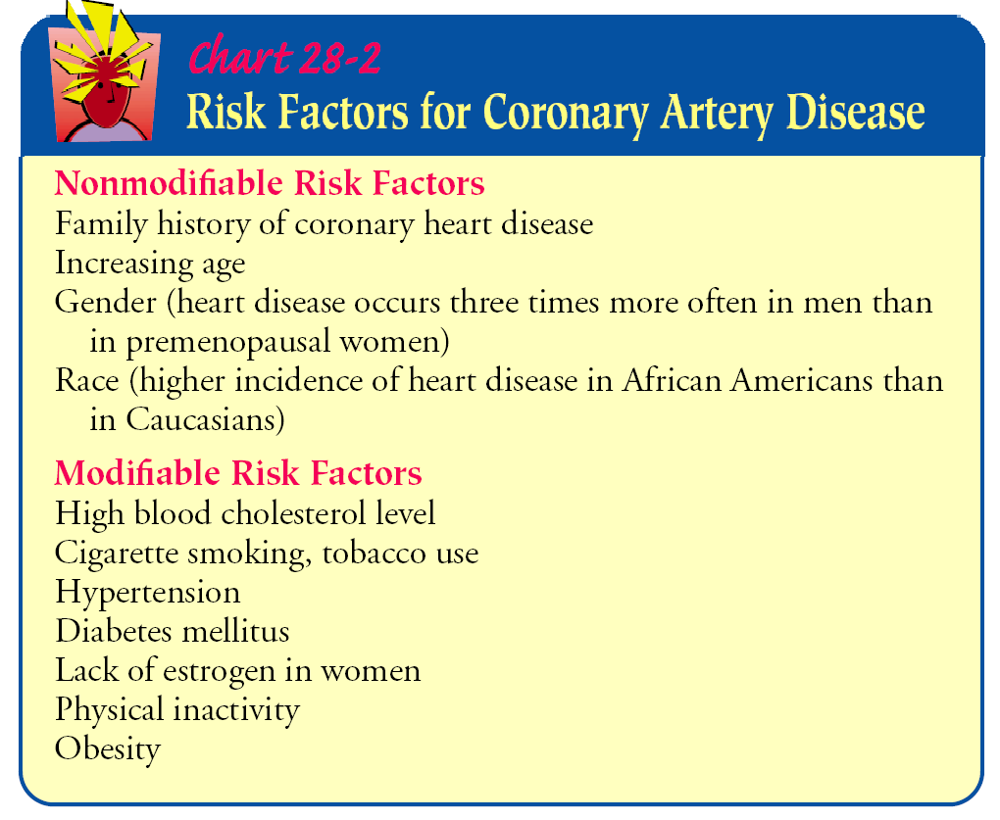 Chart 28-2
Risk Factors for Coronary Artery Disease
Nonmodifiable Risk Factors
Family history of coronary heart disease
Increasing age
Gender (heart disease occurs three times more often in men than
in premenopausal women)
Race (higher incidence of heart disease in African Americans than
in Caucasians)
Modifiable Risk Factors
High blood cholesterol level
Cigarette smoking, tobacco use
Hypertension
Diabetes mellitus
Lack of estrogen in women
Physical inactivity
Obesity